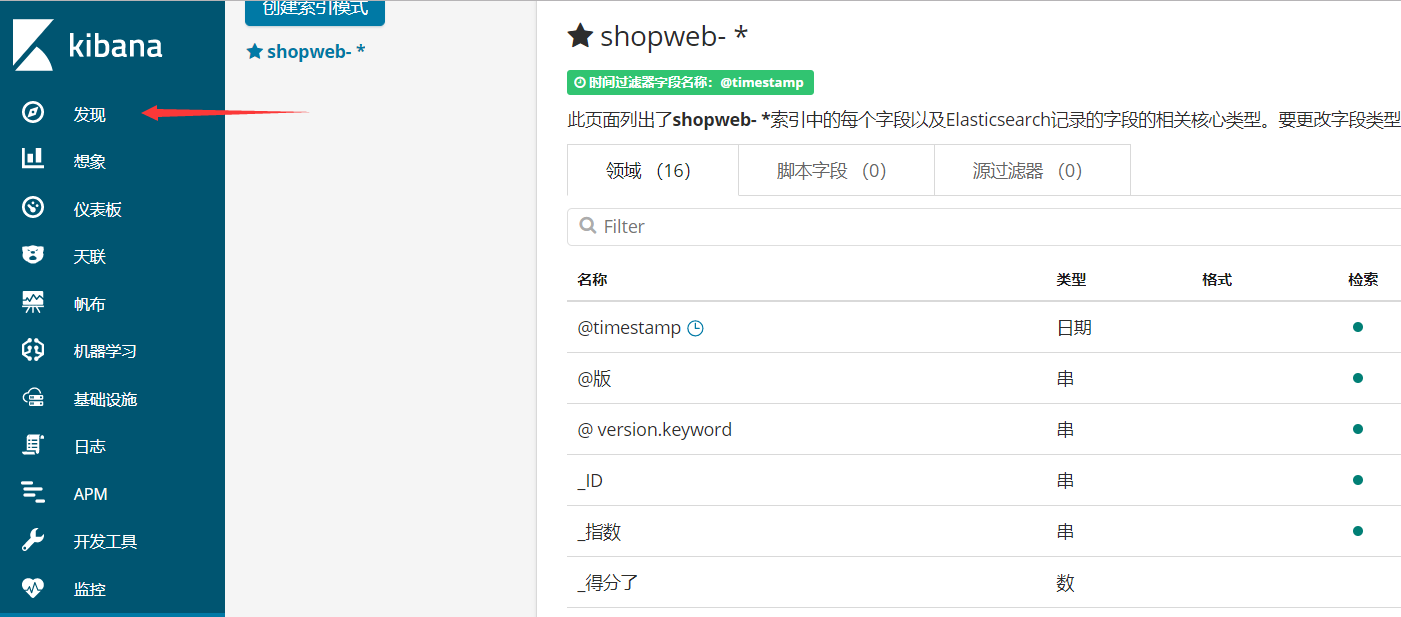 kibana
发现
想象
仪表板
天联
帆布
机器学习
基础设施
日志
APM
开发工具
监控
创建索引模式
shopweb- *
shopweb- *
时间过滤器字段名称：@timestamp
此页面列出了shopweb- *索引中的每个字段以及Elasticsearch记录的字段的相关核心类型。要更改字段类型
领域 （16） 脚本字段 （0） 源过滤器 （0）
Filter
名称 类型 格式 检索
@timestamp 日期
@版 串
@ version.keyword 串
_ID 串
_指数 串
_得分了 数